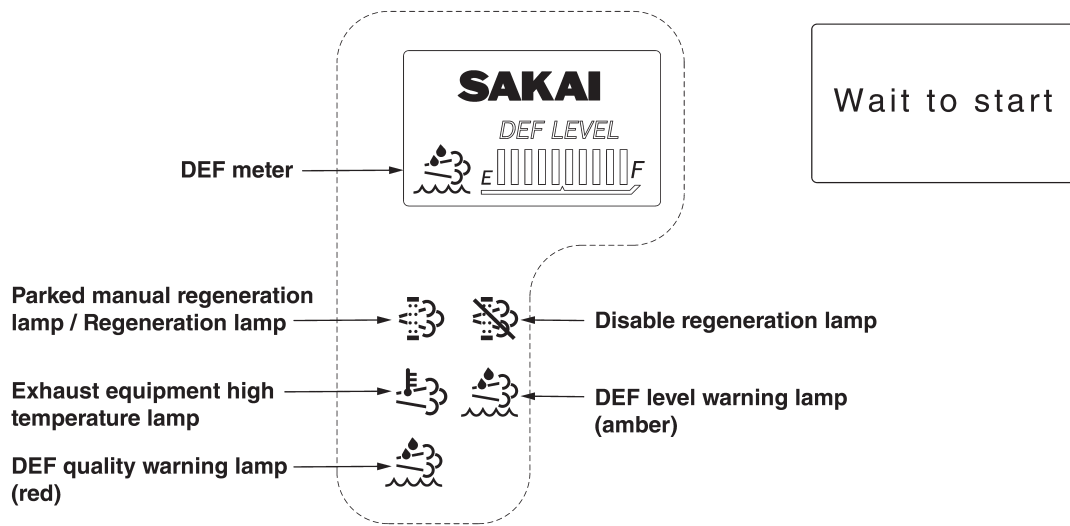 SAKAI
DEF LEVEL
E F
Wait to start
DEF meter
Parked manual regeneration
lamp / Regeneration lamp
Disable regeneration lamp
Exhaust equipment high
temperature lamp
DEF level warning lamp
(amber)
DEF quality warning lamp
(red)